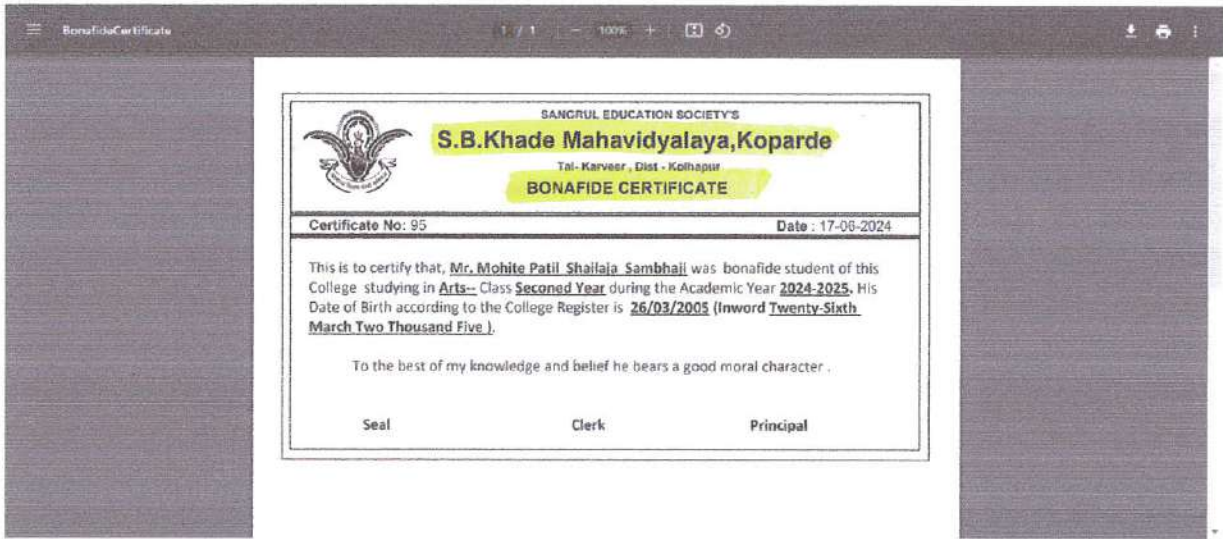 BonafideCertificate
1 / 1 − 100% +
SANGRUL EDUCATION SOCIETY'S
S.B.Khade Mahavidyalaya,Koparde
Tal- Karveer , Dist - Kolhapur
BONAFIDE CERTIFICATE
Certificate No: 95 Date : 17-06-2024
This is to certify that, Mr. Mohite Patil Shailaja Sambhaji was bonafide student of this
College studying in Arts-- Class Seconed Year during the Academic Year 2024-2025. His
Date of Birth according to the College Register is 26/03/2005 (Inword Twenty-Sixth
March Two Thousand Five ).
To the best of my knowledge and belief he bears a good moral character .
Seal Clerk Principal